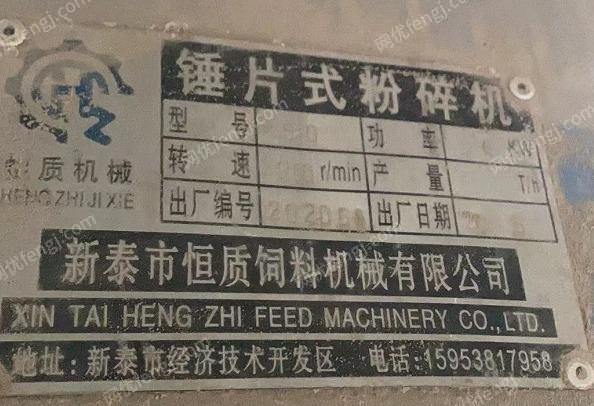 锤片式粉碎机
型号 功率 KW
转速 r/min 产量 T/h
出厂编号 出厂日期
恒质机械
HENG ZHI JI XIE
新泰市恒质饲料机械有限公司
XIN TAI HENG ZHI FEED MACHINERY CO.,LTD.
地址：新泰市经济技术开发区 电话：15953817958